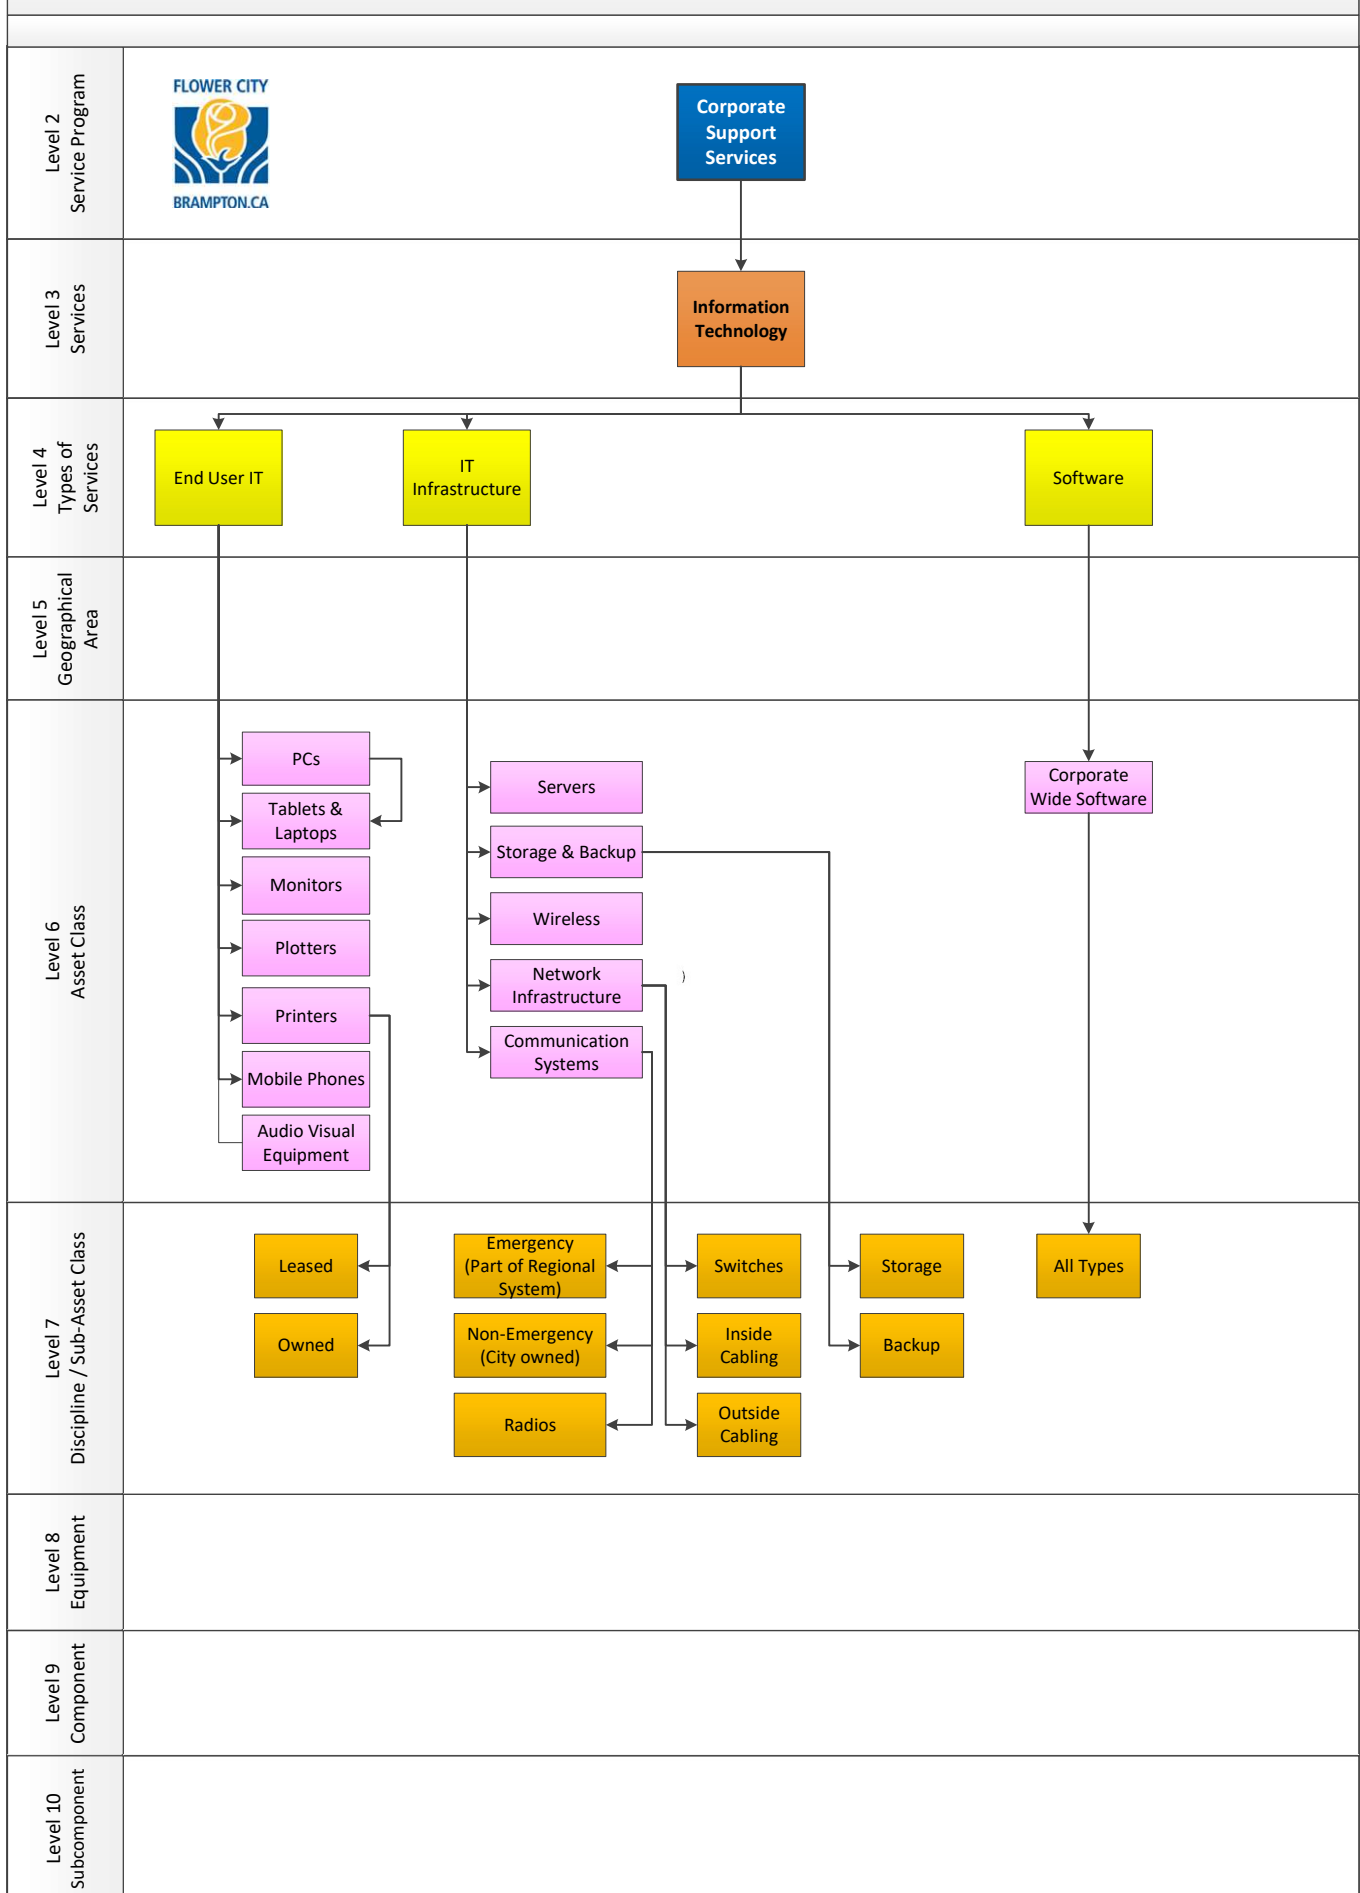 Level 2
Service Program
FLOWER CITY
BRAMPTON.CA
Corporate
Support
Services
Level 3
Services
Information
Technology
Level 4
Types of
Services
End User IT
IT
Infrastructure
Software
Level 5
Geographical
Area
Level 6
Asset Class
PCs
Tablets &
Laptops
Monitors
Plotters
Printers
Mobile Phones
Audio Visual
Equipment
Servers
Storage & Backup
Wireless
Network
Infrastructure
)
Communication
Systems
Corporate
Wide Software
Level 7
Discipline / Sub-Asset Class
Leased
Owned
Emergency
(Part of Regional
System)
Non-Emergency
(City owned)
Radios
Switches
Inside
Cabling
Outside
Cabling
Storage
Backup
All Types
Level 8
Equipment
Level 9
Component
Level 10
Subcomponent